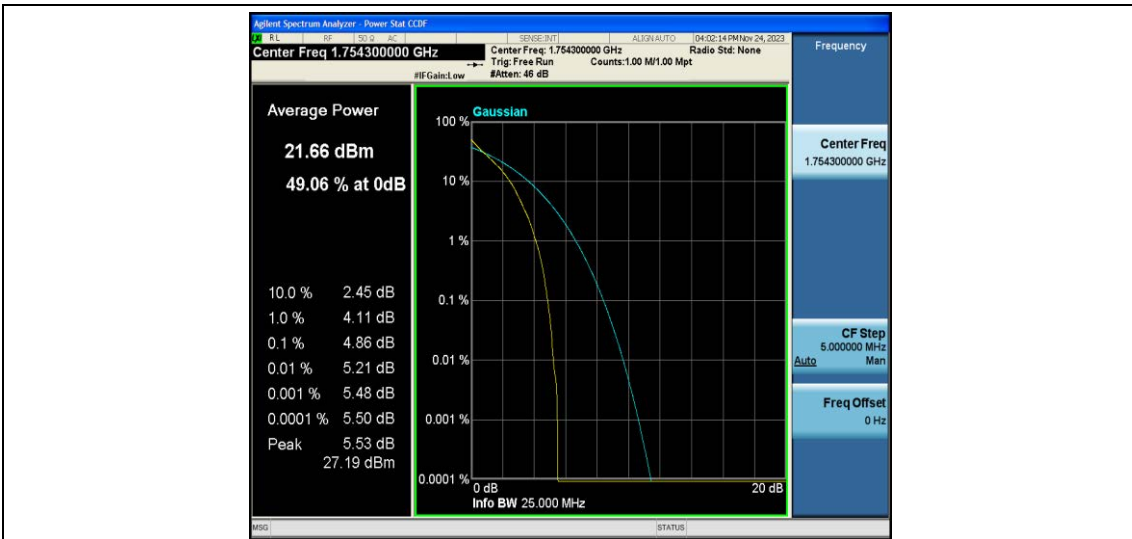 Agilent Spectrum Analyzer - Power Stat CCDF
RL RF 50 Ω AC SENSE:INT ALIGN AUTO 04:02:14 PM Nov 24, 2023
Center Freq 1.754300000 GHz
Center Freq: 1.754300000 GHz Radio Std: None
Trig: Free Run Counts:1.00 M/1.00 Mpt
#IFGain:Low #Atten: 46 dB
Frequency
Average Power
21.66 dBm
49.06 % at 0dB
10.0 % 2.45 dB
1.0 % 4.11 dB
0.1 % 4.86 dB
0.01 % 5.21 dB
0.001 % 5.48 dB
0.0001 % 5.50 dB
Peak 5.53 dB
27.19 dBm
Gaussian
100 %
10 %
1 %
0.1 %
0.01 %
0.001 %
0.0001 %
0 dB 20 dB
Info BW 25.000 MHz
Center Freq
1.754300000 GHz
CF Step
5.000000 MHz
Auto Man
Freq Offset
0 Hz
MSG STATUS